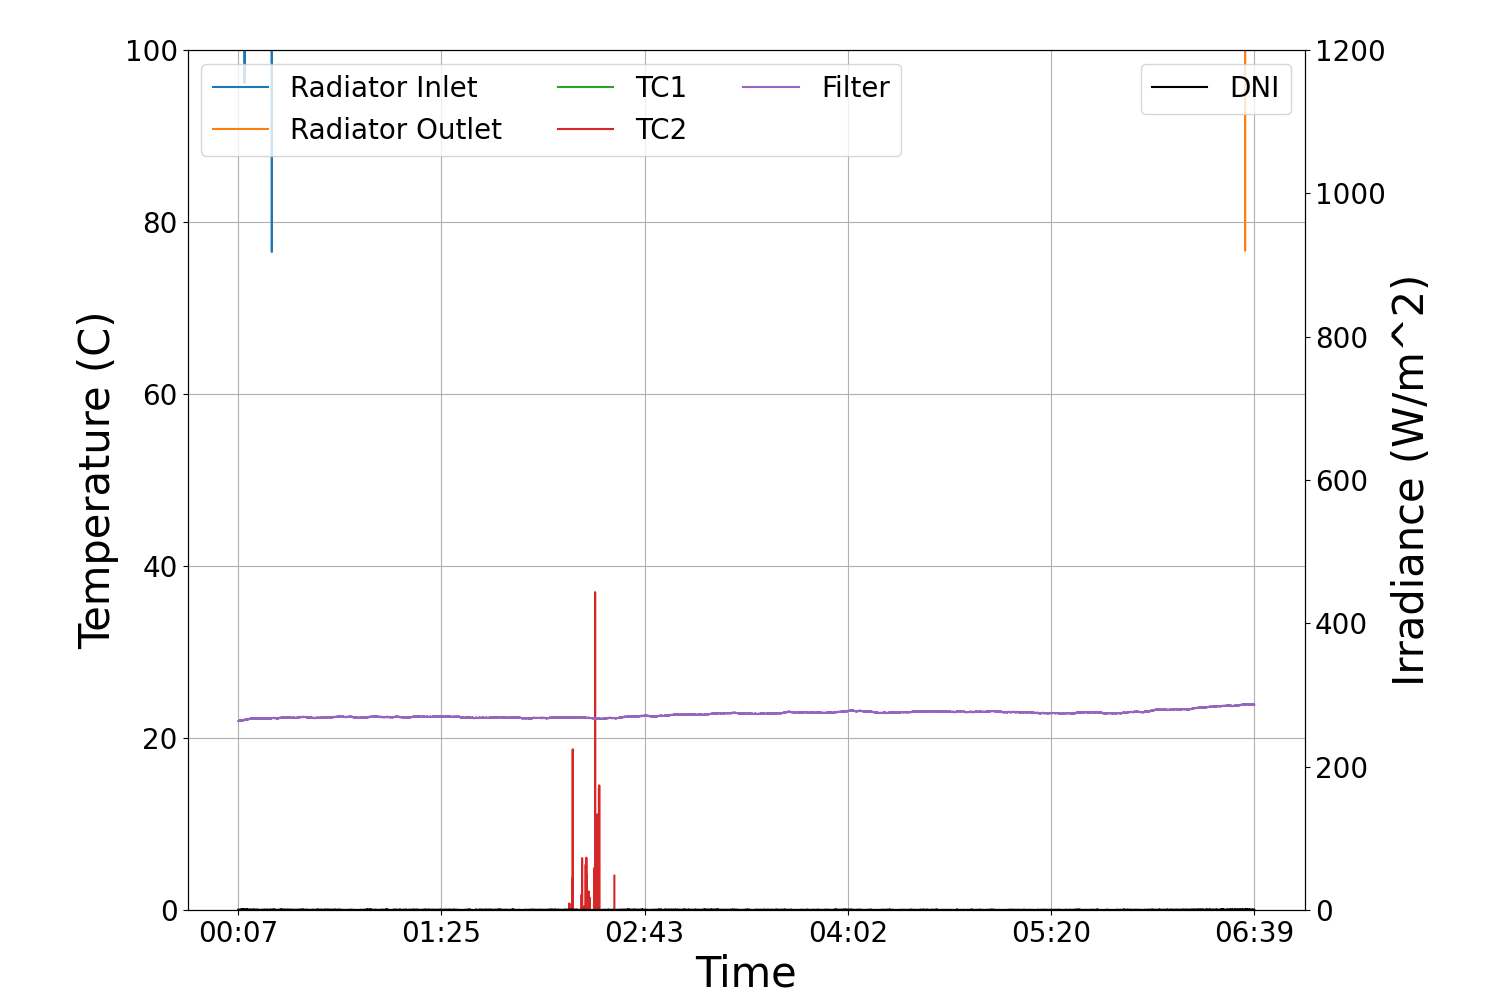 100
80
60
40
20
0
Temperature (C)
Radiator Inlet
Radiator Outlet
TC1
TC2
Filter
DNI
1200
1000
800
600
400
200
0
Irradiance (W/m^2)
00:07 01:25 02:43 04:02 05:20 06:39
Time